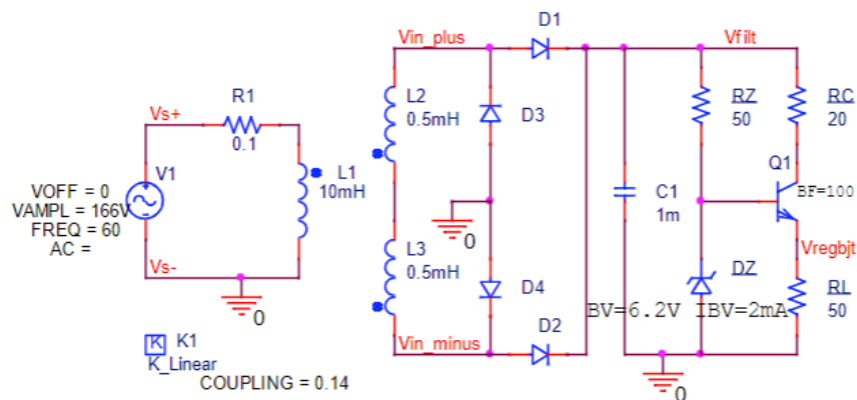 D1
Vin_plus
Vfilt
R1
Vs+
0.1
L2
0.5mH
D3
RZ
50
RC
20
V1
L1
10mH
Q1
BF=100
VOFF = 0
VAMPL = 166V
FREQ = 60
AC =
C1
1m
0
L3
0.5mH
Vregbjt
Vs-
D4
DZ
RL
50
BV=6.2V IBV=2mA
0
D2
Vin_minus
K K1
K_Linear
COUPLING = 0.14
0